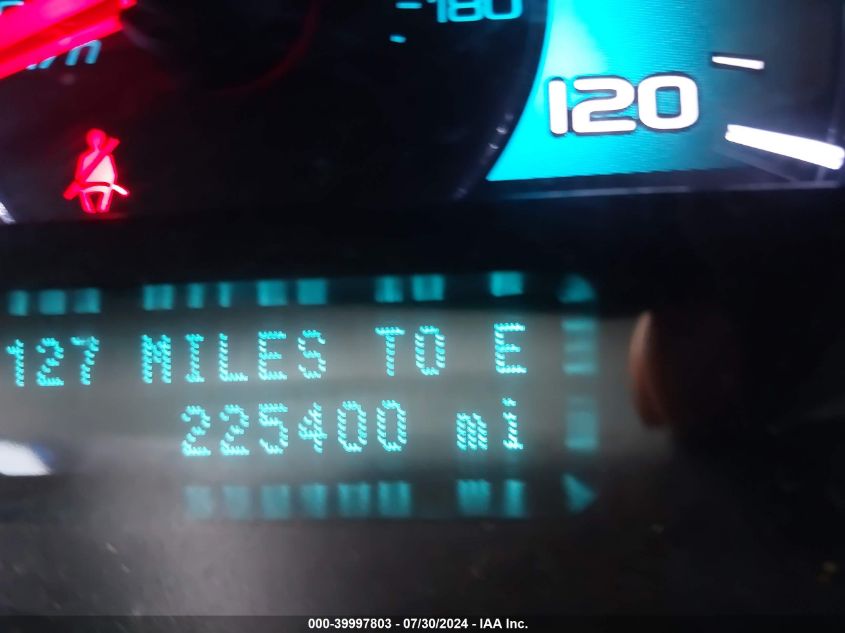 180
120
127 MILES TO E
225400 mi
000-39997803 - 07/30/2024 - IAA Inc.